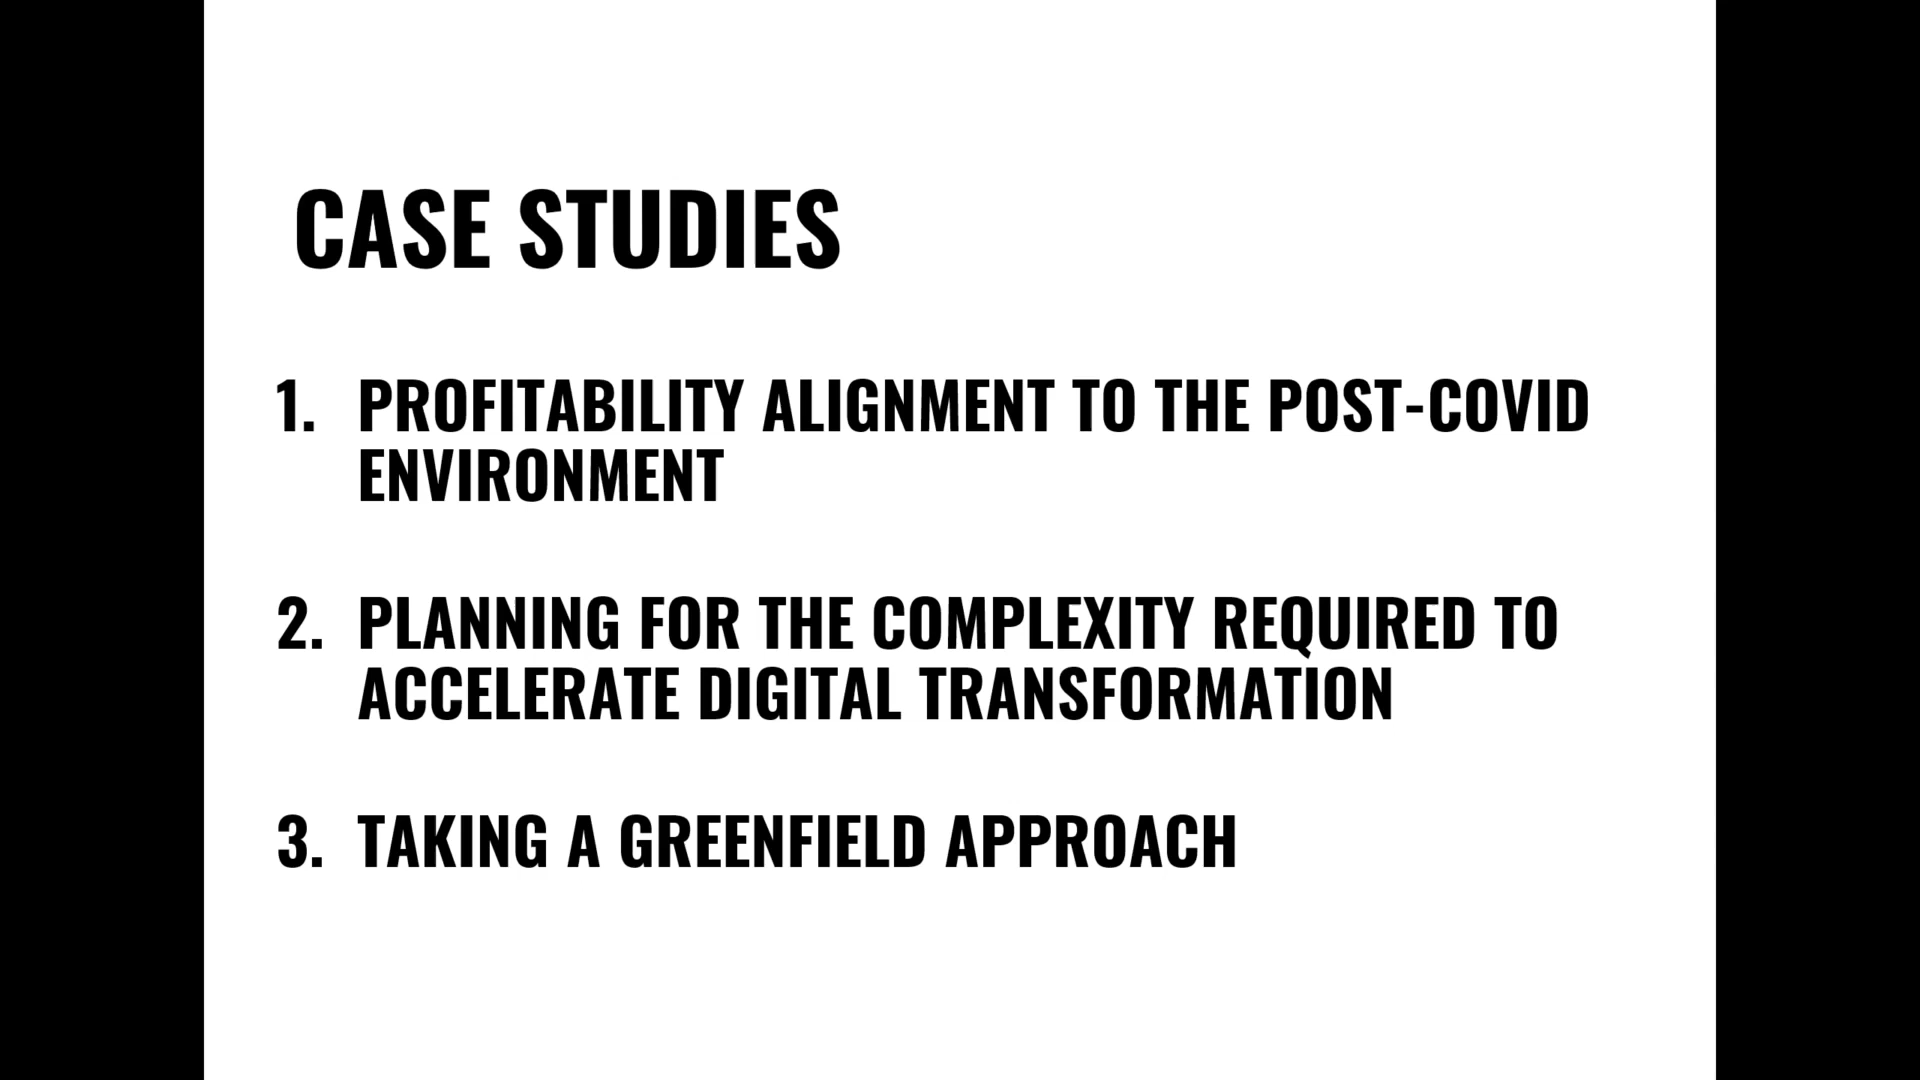 CASE STUDIES
1. PROFITABILITY ALIGNMENT TO THE POST-COVID
ENVIRONMENT
2. PLANNING FOR THE COMPLEXITY REQUIRED TO
ACCELERATE DIGITAL TRANSFORMATION
3. TAKING A GREENFIELD APPROACH